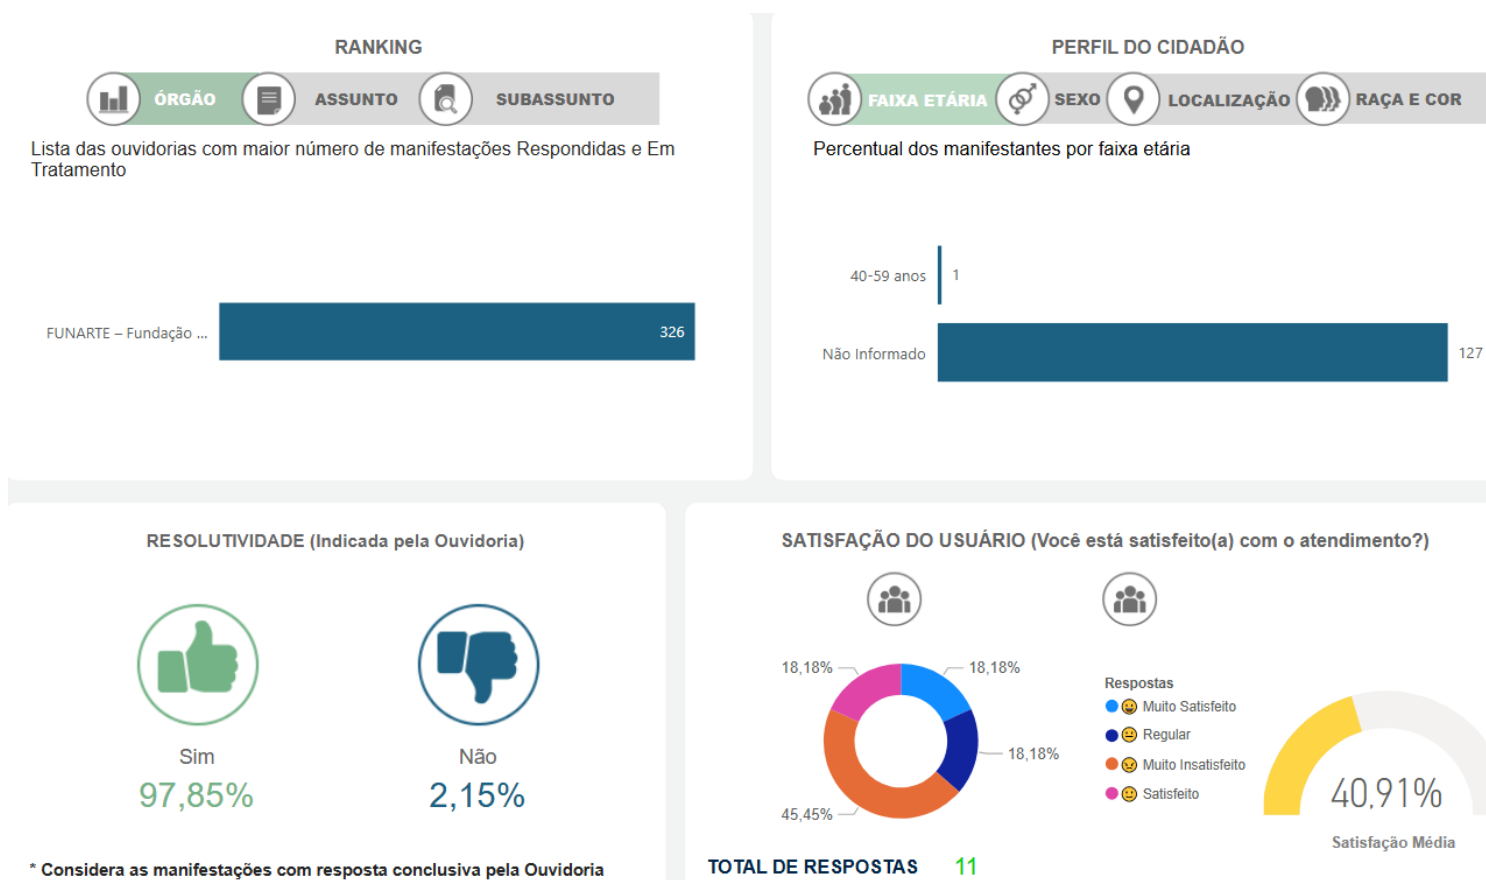 RANKING
ÓRGÃO
ASSUNTO
SUBASSUNTO
Lista das ouvidorias com maior número de manifestações Respondidas e Em
Tratamento
FUNARTE – Fundação ...
326
PERFIL DO CIDADÃO
FAIXA ETÁRIA
SEXO
LOCALIZAÇÃO
RAÇA E COR
Percentual dos manifestantes por faixa etária
40-59 anos
1
Não Informado
127
RESOLUTIVIDADE (Indicada pela Ouvidoria)
Sim
97,85%
Não
2,15%
* Considera as manifestações com resposta conclusiva pela Ouvidoria
SATISFAÇÃO DO USUÁRIO (Você está satisfeito(a) com o atendimento?)
18,18%
18,18%
18,18%
45,45%
Respostas
Muito Satisfeito
Regular
Muito Insatisfeito
Satisfeito
40,91%
Satisfação Média
TOTAL DE RESPOSTAS 11